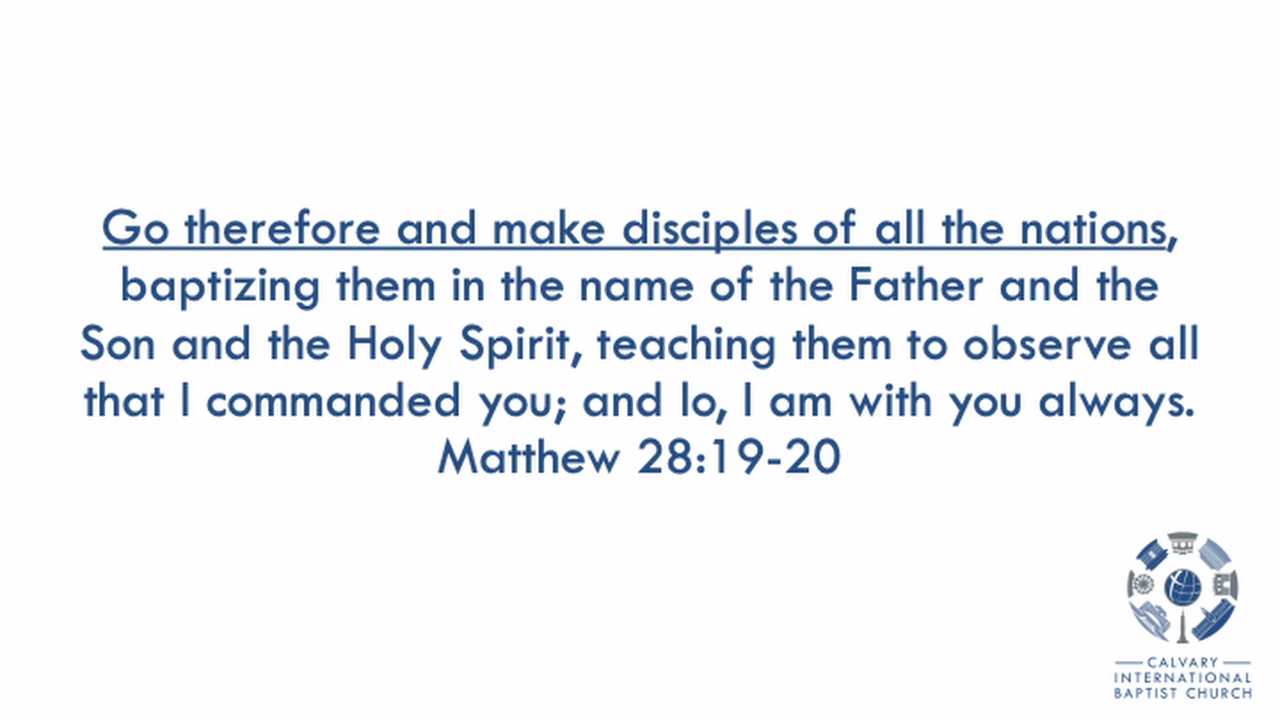 Go therefore and make disciples of all the nations,
baptizing them in the name of the Father and the
Son and the Holy Spirit, teaching them to observe all
that I commanded you; and lo, I am with you always.
Matthew 28:19-20
CALVARY
INTERNATIONAL
BAPTIST CHURCH